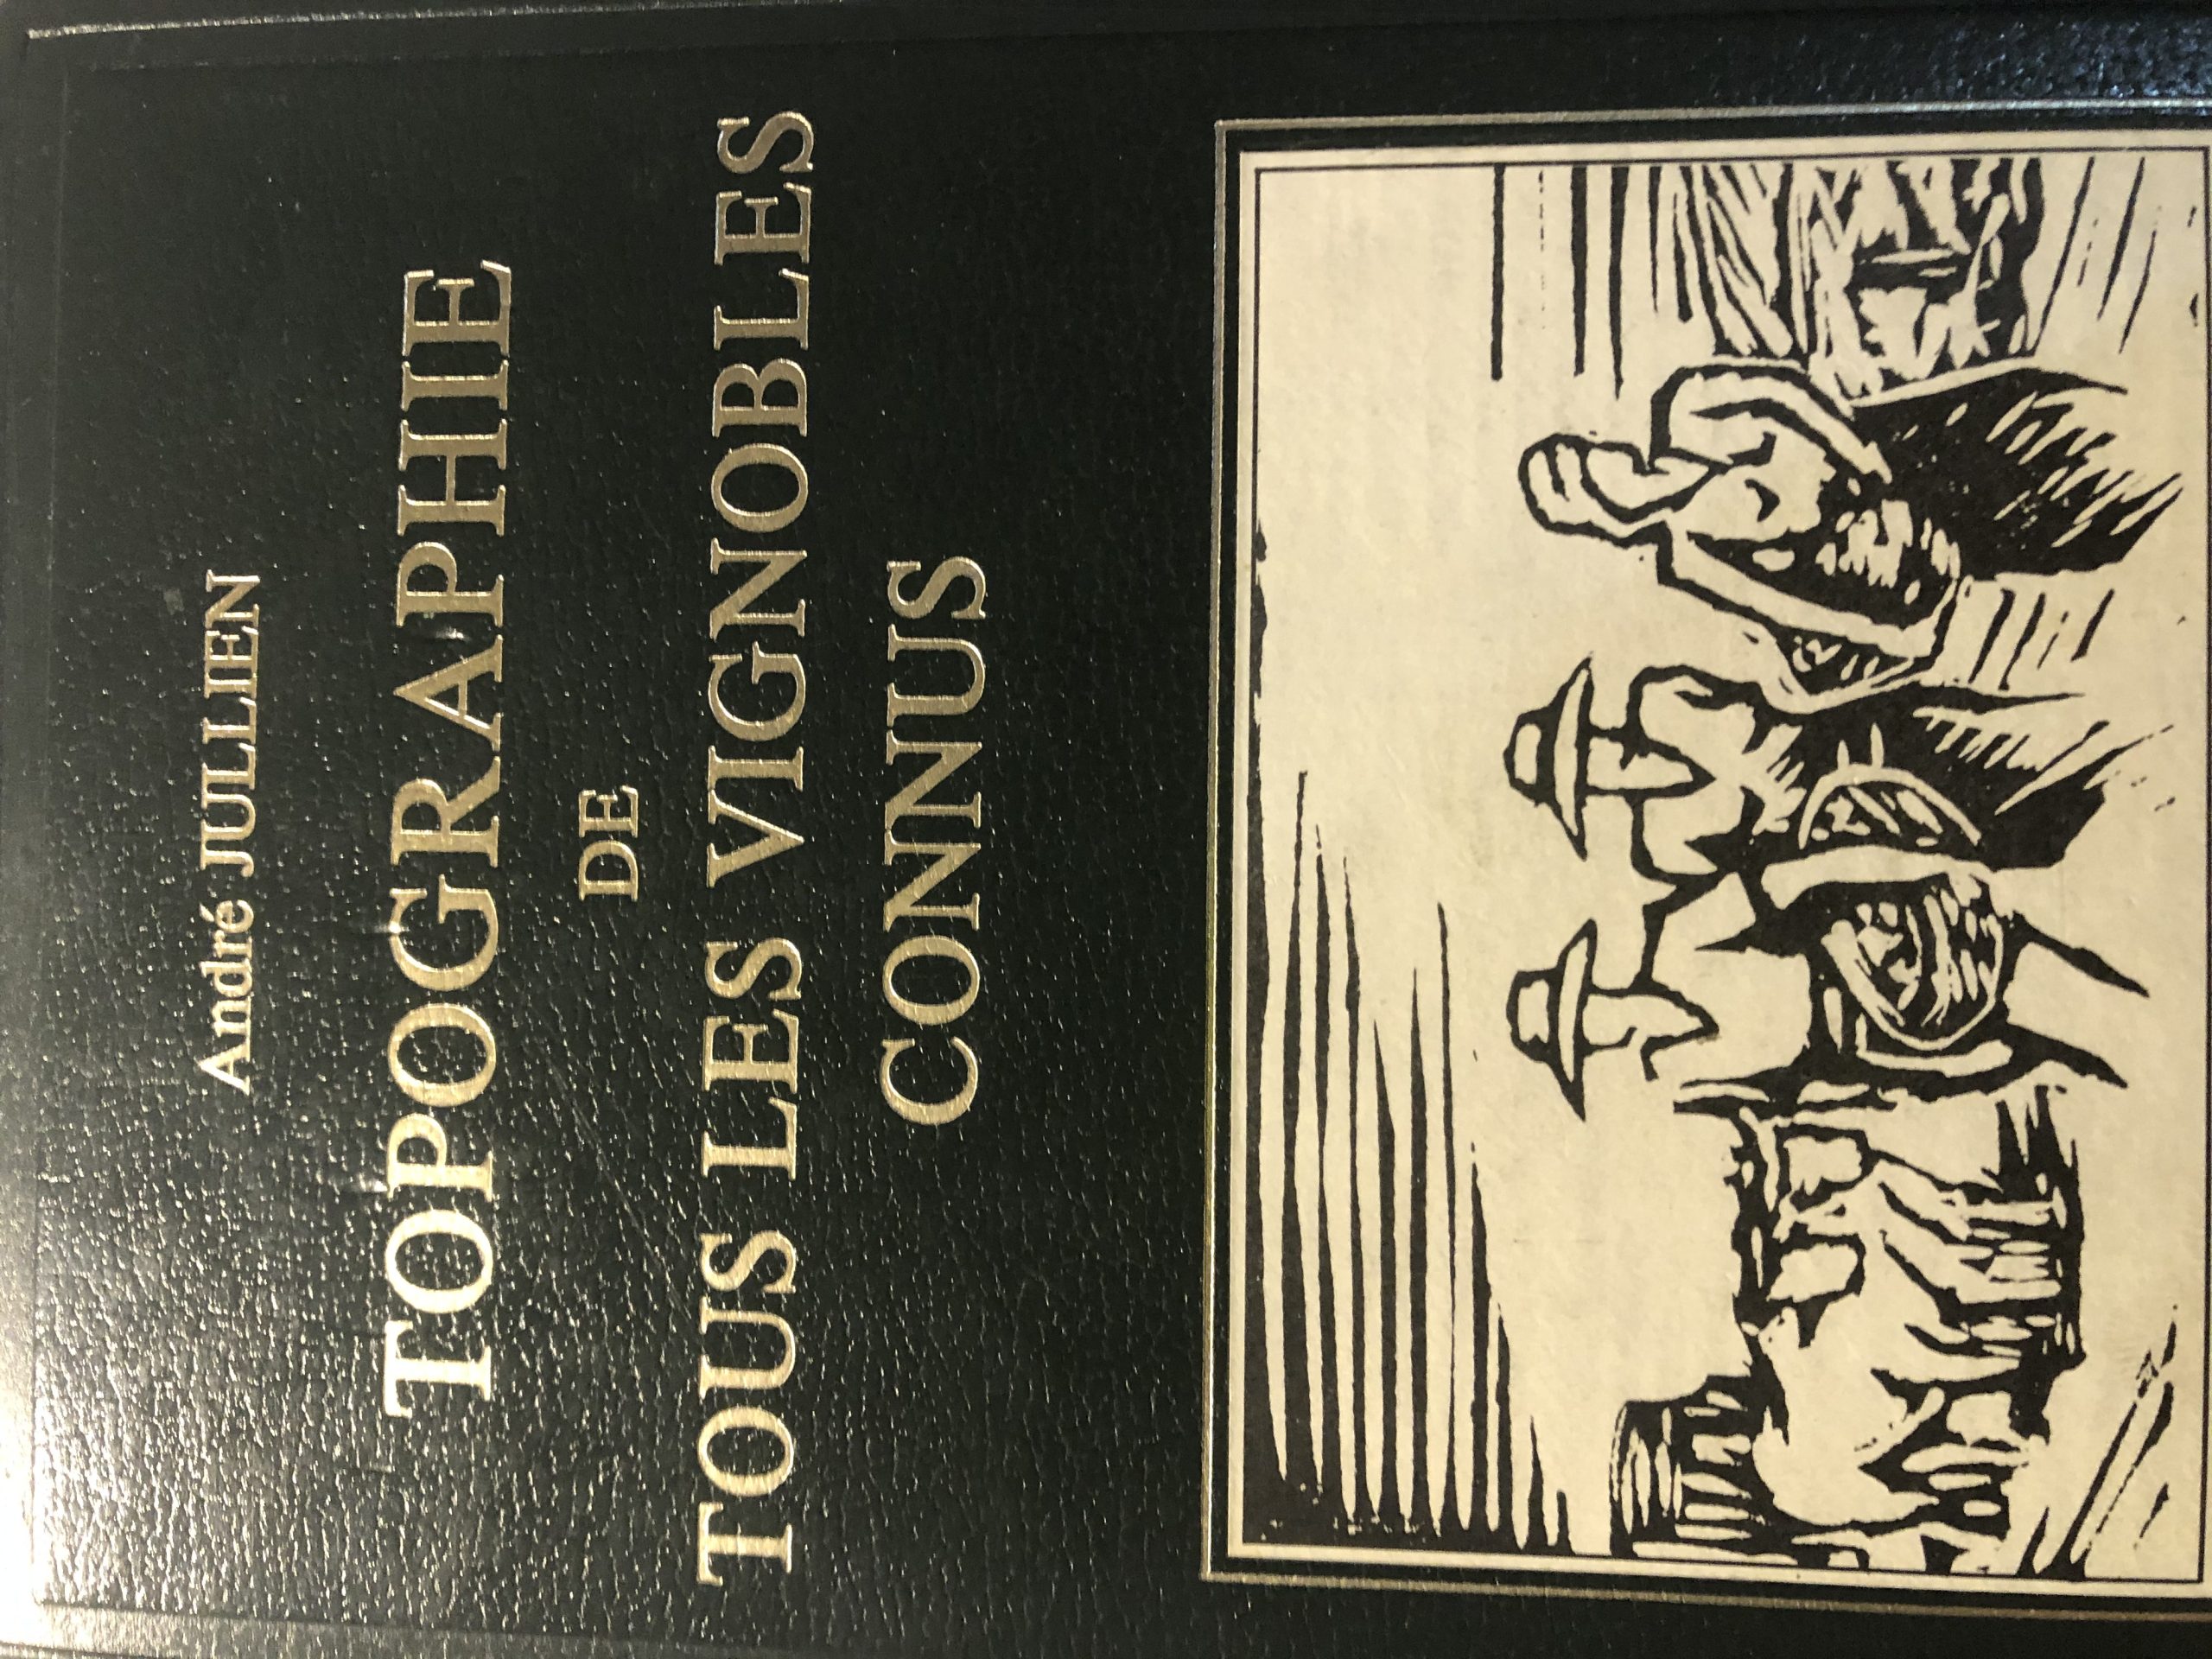 André JULLIEN
TOPOGRAPHIE
DE
TOUS LES VIGNOBLES
CONNUS